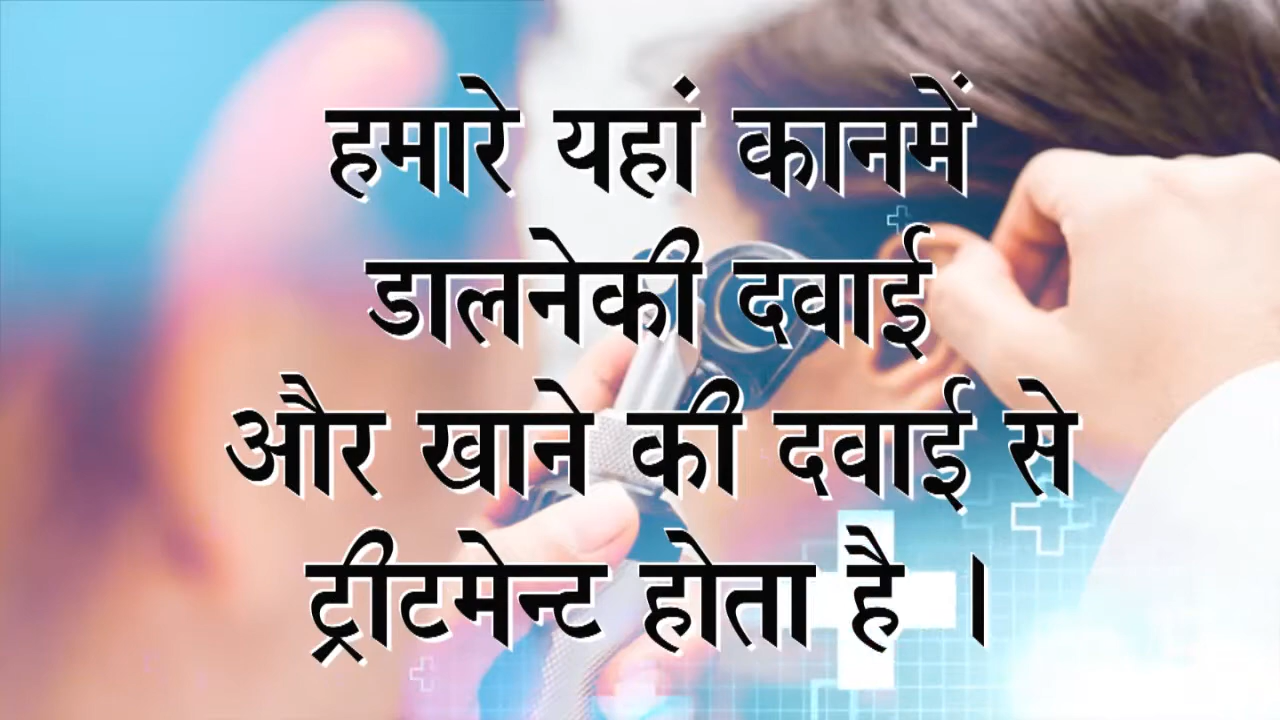 हमारे यहां कानमें
डालनेकी दवाई
और खाने की दवाई से
ट्रीटमेन्ट होता है ।